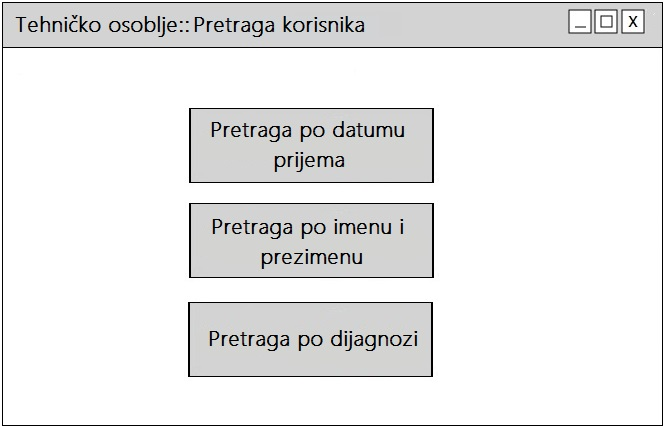 Tehničko osoblje:: Pretraga korisnika
Pretraga po datumu
prijema
Pretraga po imenu i
prezimenu
Pretraga po dijagnozi